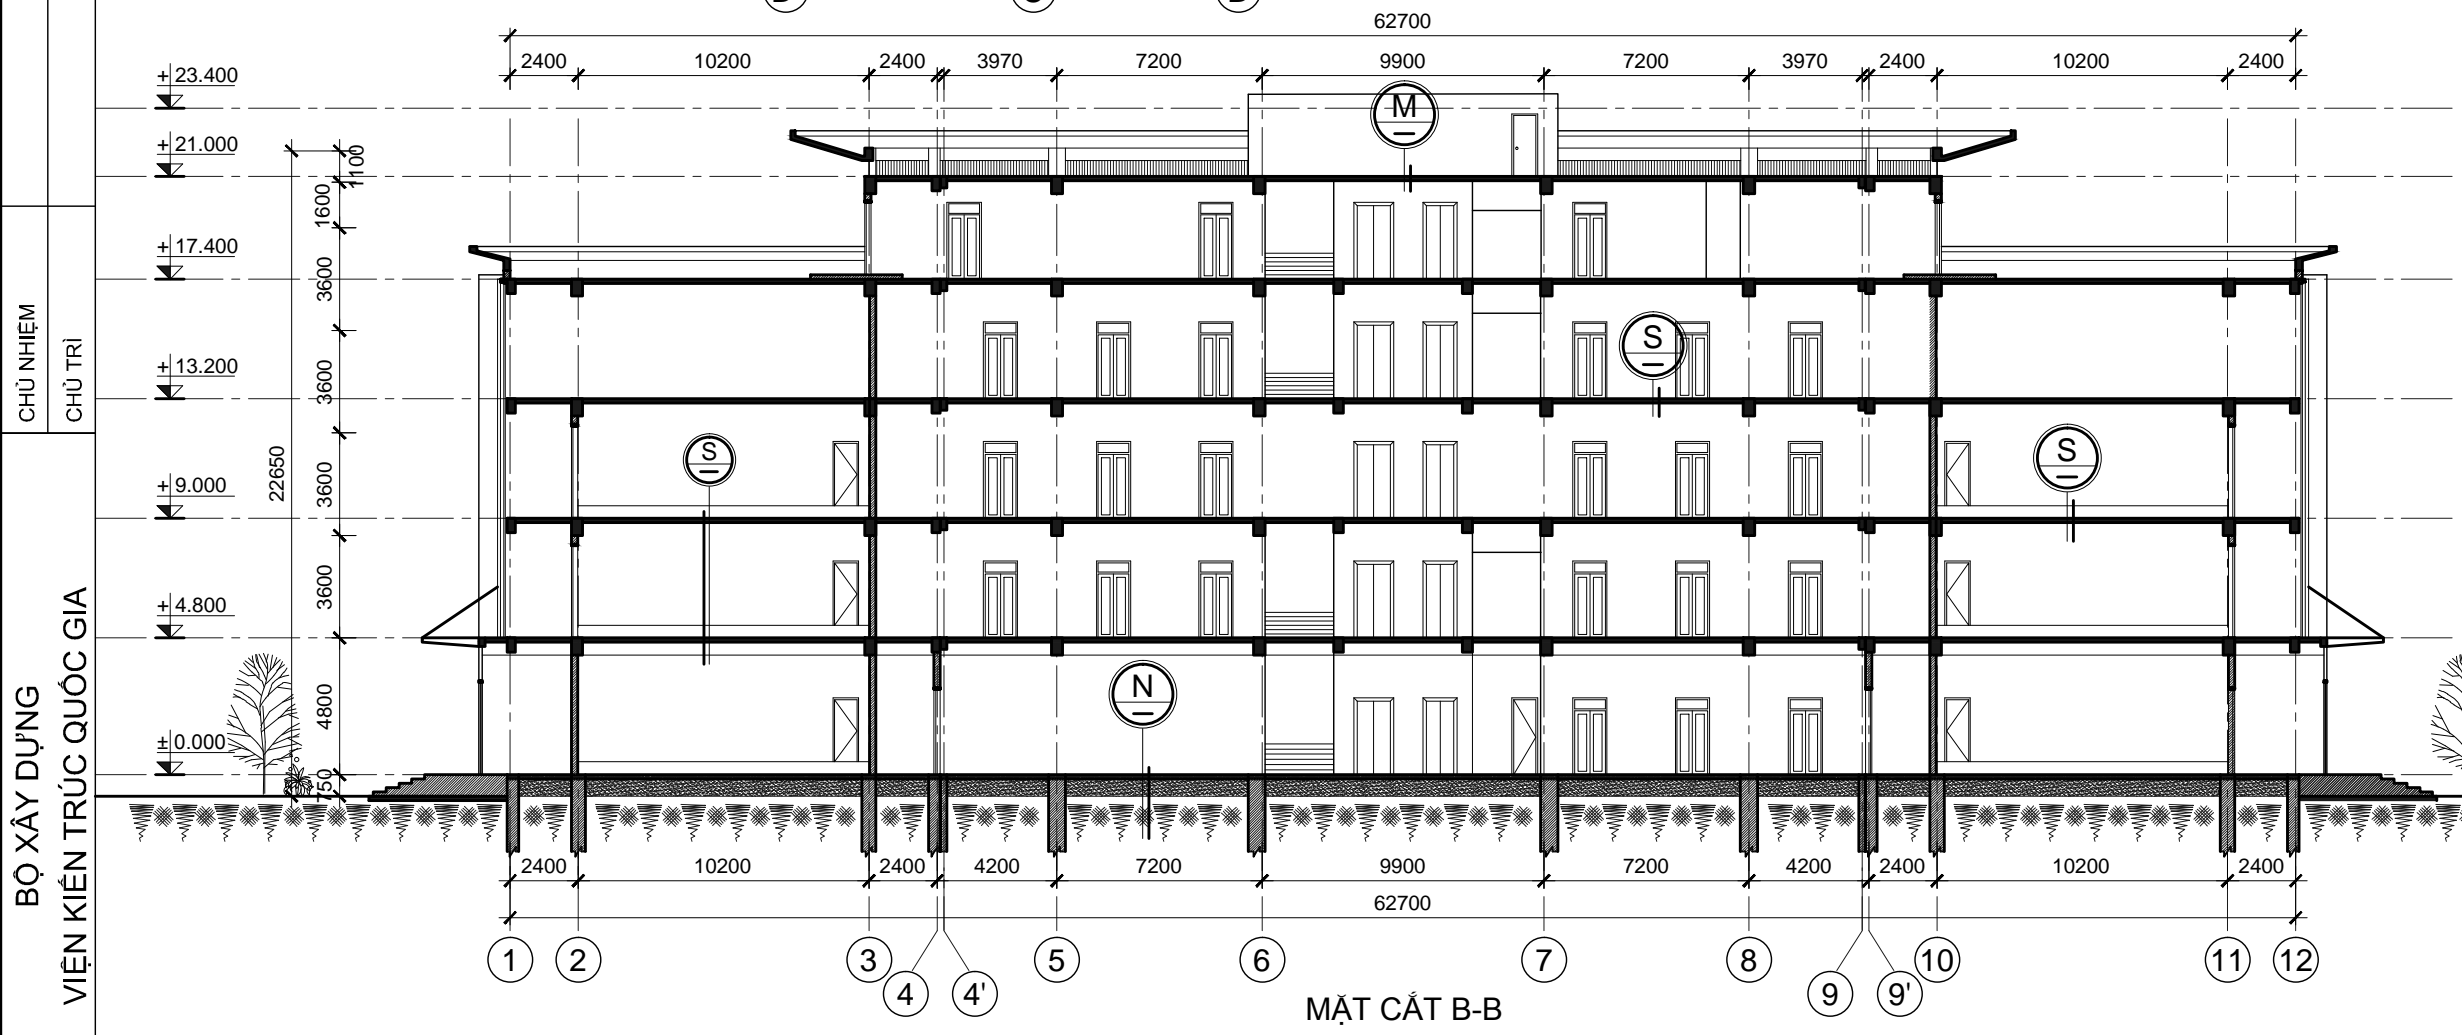 62700
2400 10200 2400 3970 7200 9900 7200 3970 2400 10200 2400
+23.400
+21.000
+17.400
+13.200
+9.000
+4.800
±0.000
1100
1600
3600
3600
3600
3600
4800
750
22650
M
S
S
S
N
2400 10200 2400 4200 7200 9900 7200 4200 2400 10200 2400
62700
1 2 3 4 4' 5 6 7 8 9 9' 10 11 12
MẶT CẮT B-B
CHỦ NHIỆM
CHỦ TRÌ
BỘ XÂY DỰNG
VIỆN KIẾN TRÚC QUỐC GIA